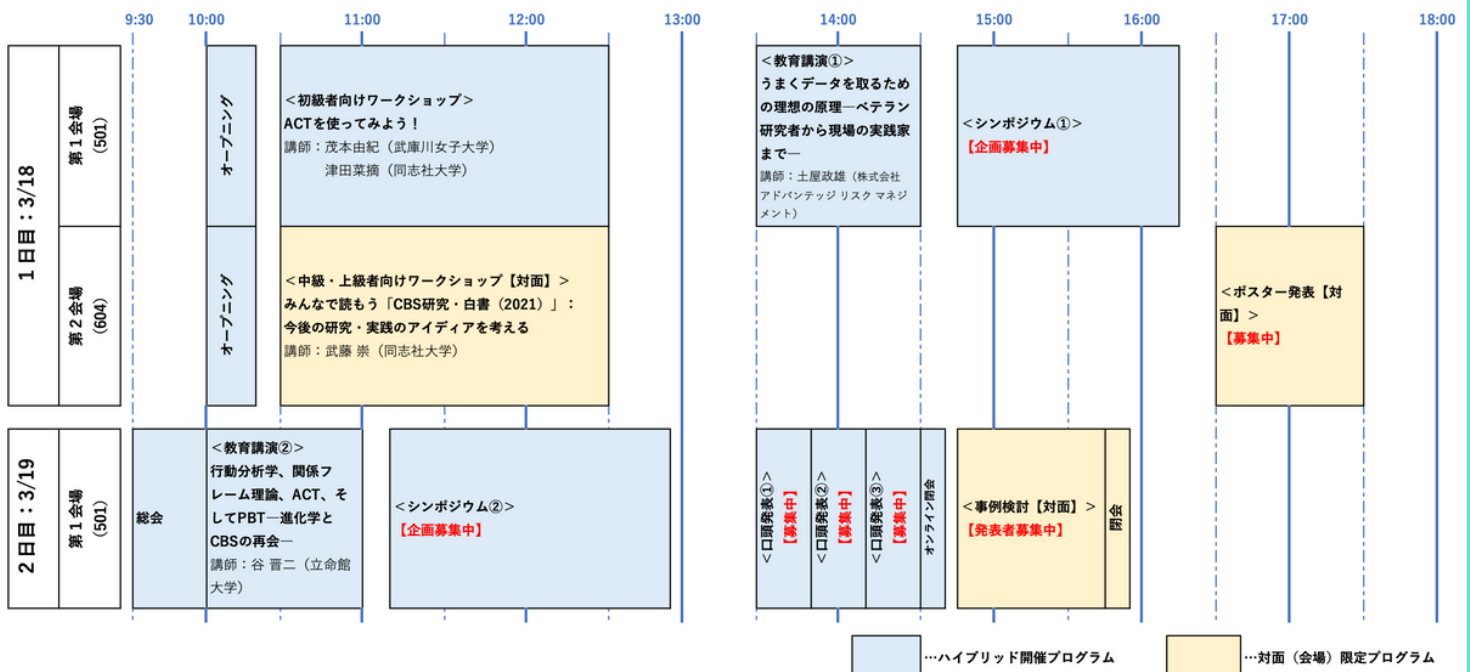 9:30 10:00 11:00 12:00 13:00 14:00 15:00 16:00 17:00 18:00
1日目：3/18
第１会場
（501）
オープニング
＜初級者向けワークショップ＞
ACTを使ってみよう！
講師：茂本由紀（武庫川女子大学）
津田菜摘（同志社大学）
＜教育講演①＞
うまくデータを取るため
の理想の原理―ベテラン
研究者から現場の実践家
まで―
講師：土屋政雄（株式会社
アドバンテッジ リスク マネジ
メント）
＜シンポジウム①＞
【企画募集中】
第２会場
（604）
オープニング
＜中級・上級者向けワークショップ【対面】＞
みんなで読もう「CBS研究・白書（2021）」：
今後の研究・実践のアイディアを考える
講師：武藤 崇（同志社大学）
＜ポスター発表【対
面】＞
【募集中】
2日目：3/19
第１会場
（501）
総会
＜教育講演②＞
行動分析学、関係フ
レーム理論、ACT、そ
してPBT―進化学と
CBSの再会―
講師：谷 晋二（立命館
大学）
＜シンポジウム②＞
【企画募集中】
＜口頭発表①＞
【募集中】
＜口頭発表②＞
【募集中】
＜口頭発表③＞
【募集中】
オンライン閉会
＜事例検討【対面】＞
【発表者募集中】
閉会
…ハイブリッド開催プログラム
…対面（会場）限定プログラム